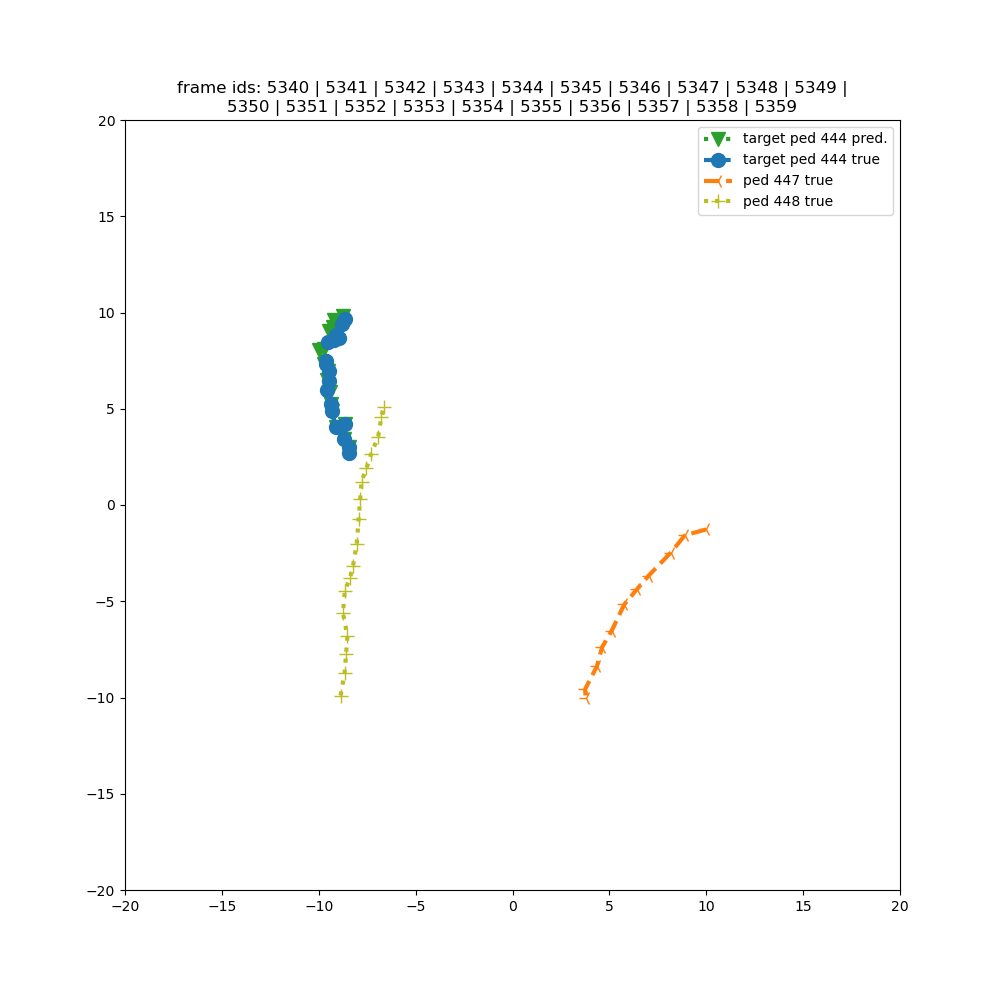 frame ids: 5340 | 5341 | 5342 | 5343 | 5344 | 5345 | 5346 | 5347 | 5348 | 5349 |
5350 | 5351 | 5352 | 5353 | 5354 | 5355 | 5356 | 5357 | 5358 | 5359
target ped 444 pred.
target ped 444 true
ped 447 true
ped 448 true
20
15
10
5
0
−5
−10
−15
−20
−20 −15 −10 −5 0 5 10 15 20